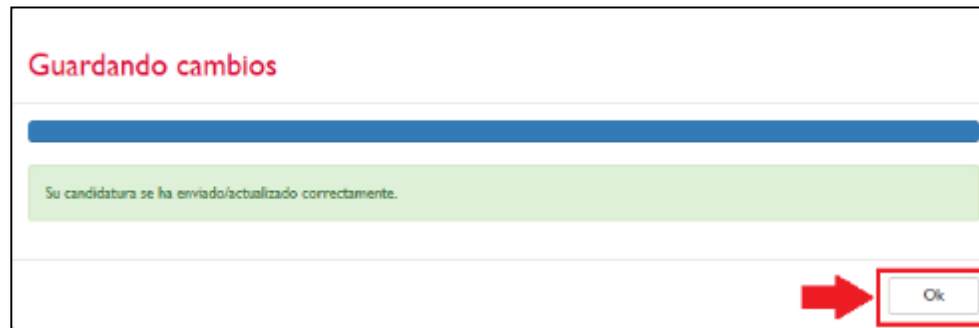 Guardando cambios
Su candidatura se ha enviado/actualizado correctamente.
Ok